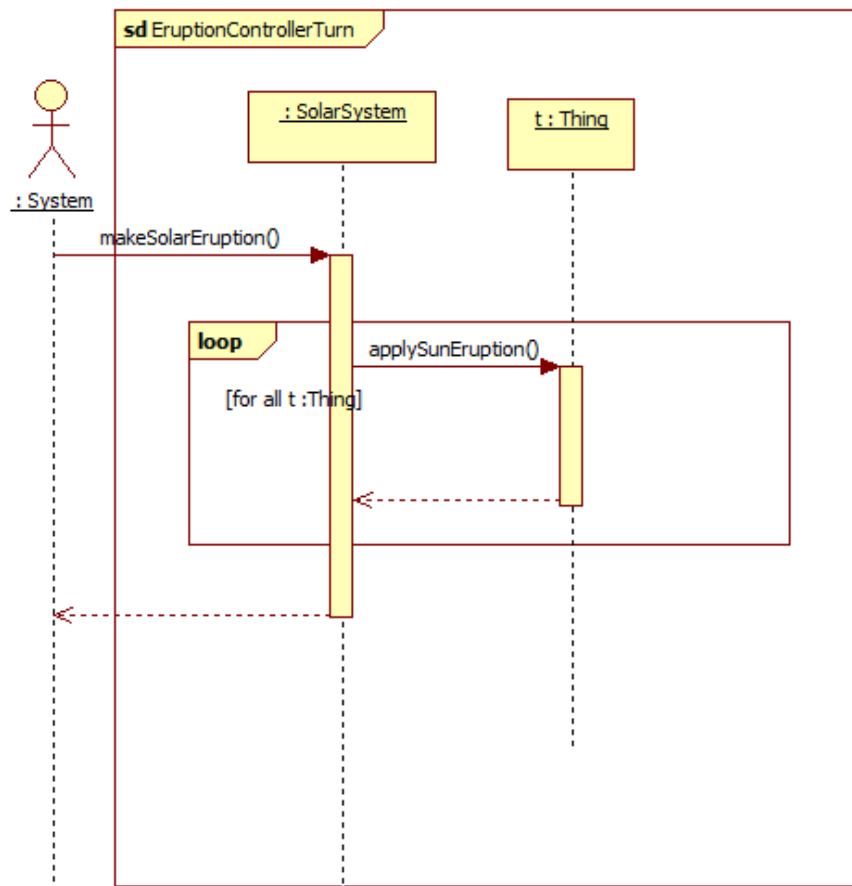 sd EruptionControllerTurn
: SolarSystem
t : Thing
: System
makeSolarEruption()
loop
applySunEruption()
[for all t :Thing]